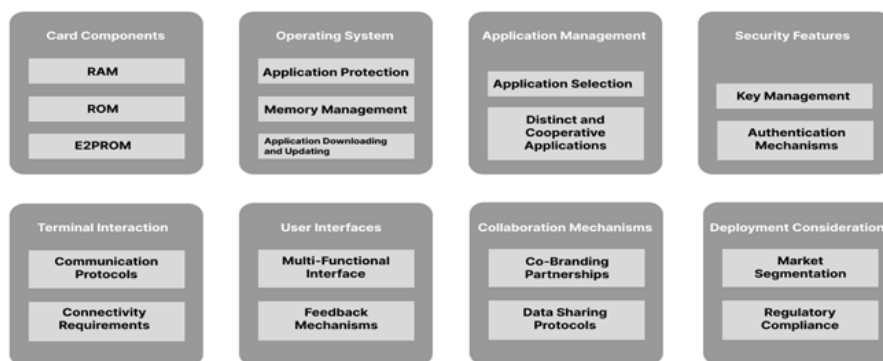 Card Components
RAM
ROM
E2PROM
Operating System
Application Protection
Memory Management
Application Downloading
and Updating
Application Management
Application Selection
Distinct and
Cooperative
Applications
Security Features
Key Management
Authentication
Mechanisms
Terminal Interaction
Communication
Protocols
Connectivity
Requirements
User Interfaces
Multi-Functional
Interface
Feedback
Mechanisms
Collaboration Mechanisms
Co-Branding
Partnerships
Data Sharing
Protocols
Deployment Consideration
Market
Segmentation
Regulatory
Compliance